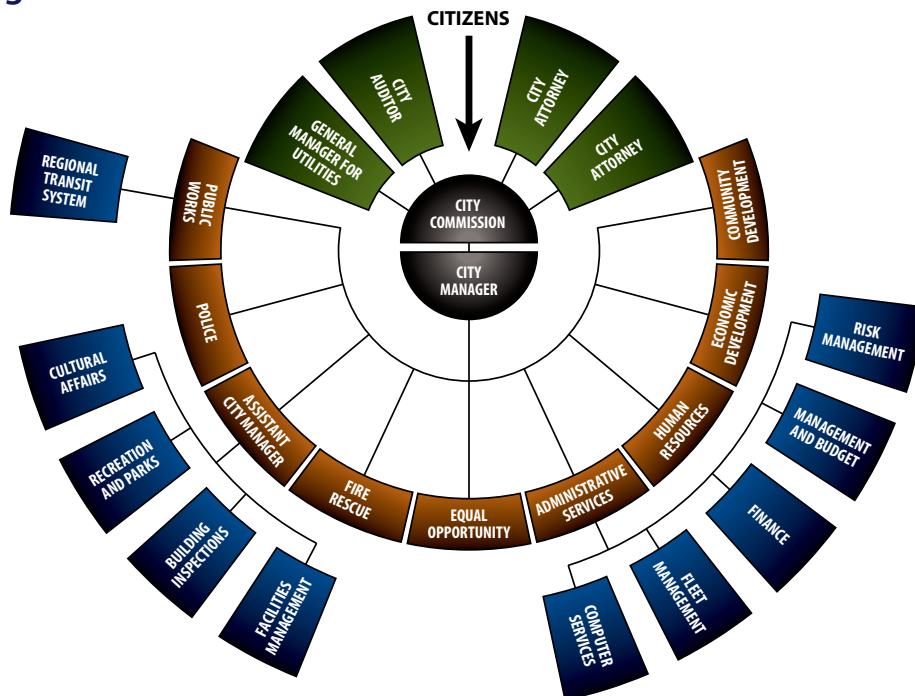 CITIZENS
CITY
AUDITOR
CITY
ATTORNEY
GENERAL
MANAGER FOR
UTILITIES
CITY
ATTORNEY
CITY
COMMISSION
CITY
MANAGER
REGIONAL
TRANSIT
SYSTEM
PUBLIC
WORKS
POLICE
ASSISTANT
CITY MANAGER
FIRE
RESCUE
EQUAL
OPPORTUNITY
ADMINISTRATIVE
SERVICES
HUMAN
RESOURCES
ECONOMIC
DEVELOPMENT
COMMUNITY
DEVELOPMENT
CULTURAL
AFFAIRS
RECREATION
AND PARKS
BUILDING
INSPECTIONS
FACILITIES
MANAGEMENT
COMPUTER
SERVICES
FLEET
MANAGEMENT
FINANCE
MANAGEMENT
AND BUDGET
RISK
MANAGEMENT